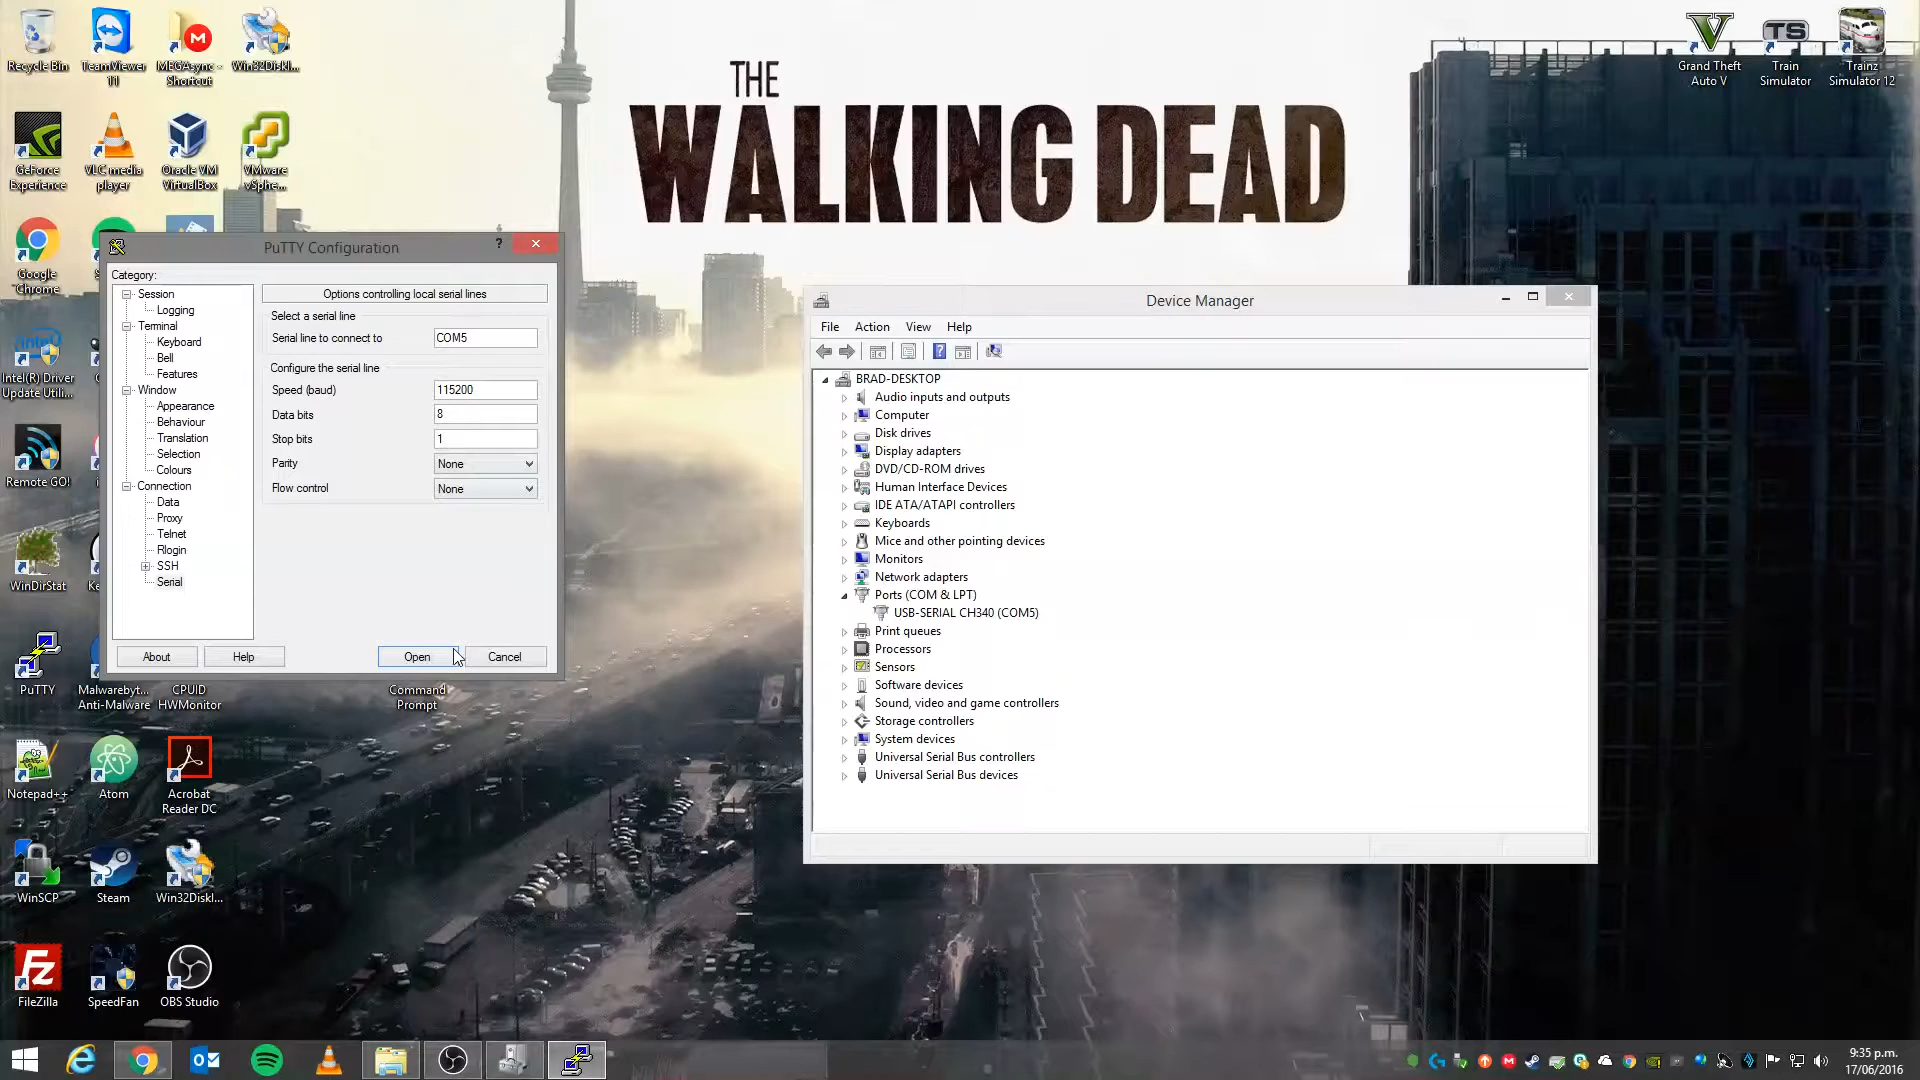 Recycle Bin
TeamViewer 11
MEGAsync - Shortcut
Win32DiskI...
GeForce Experience
VLC media player
Oracle VM VirtualBox
VMware vSphe...
Google Chrome
Intel(R) Driver Update Utili...
Remote GO!
WinDirStat
PuTTY
Malwarebyt... Anti-Malware
CPUID HWMonitor
Command Prompt
Notepad++
Atom
Acrobat Reader DC
WinSCP
Steam
Win32DiskI...
FileZilla
SpeedFan
OBS Studio
THE
WALKING DEAD
Grand Theft Auto V
TS
Train Simulator
Trainz Simulator 12
PuTTY Configuration
?
Category:
Session
Logging
Terminal
Keyboard
Bell
Features
Window
Appearance
Behaviour
Translation
Selection
Colours
Connection
Data
Proxy
Telnet
Rlogin
SSH
Serial
Options controlling local serial lines
Select a serial line
Serial line to connect to COM5
Configure the serial line
Speed (baud) 115200
Data bits 8
Stop bits 1
Parity None
Flow control None
About
Help
Open
Cancel
Device Manager
File Action View Help
BRAD-DESKTOP
Audio inputs and outputs
Computer
Disk drives
Display adapters
DVD/CD-ROM drives
Human Interface Devices
IDE ATA/ATAPI controllers
Keyboards
Mice and other pointing devices
Monitors
Network adapters
Ports (COM & LPT)
USB-SERIAL CH340 (COM5)
Print queues
Processors
Sensors
Software devices
Sound, video and game controllers
Storage controllers
System devices
Universal Serial Bus controllers
Universal Serial Bus devices
9:35 p.m.
17/06/2016